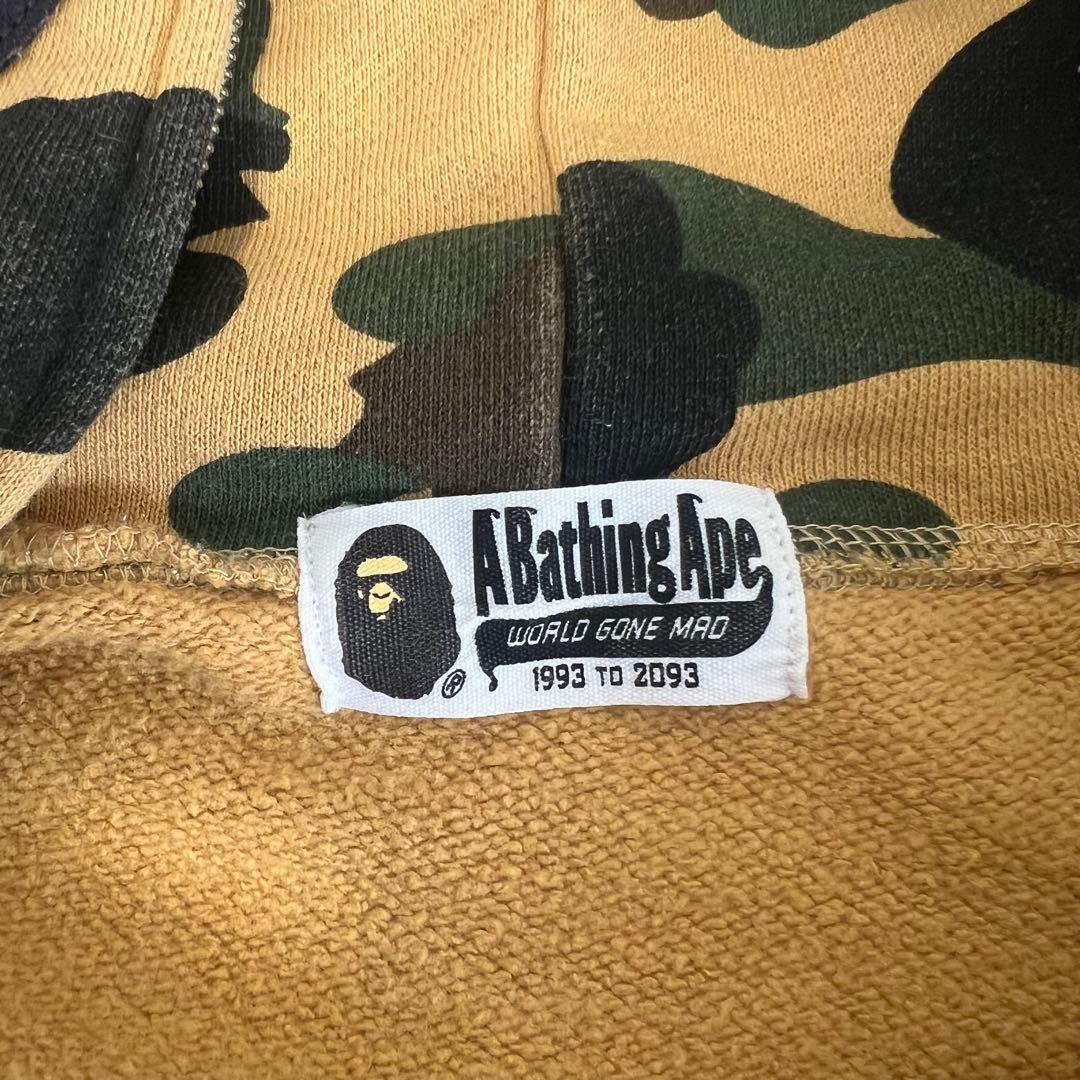 A Bathing Ape
WORLD GONE MAD
®
1993 TO 2093